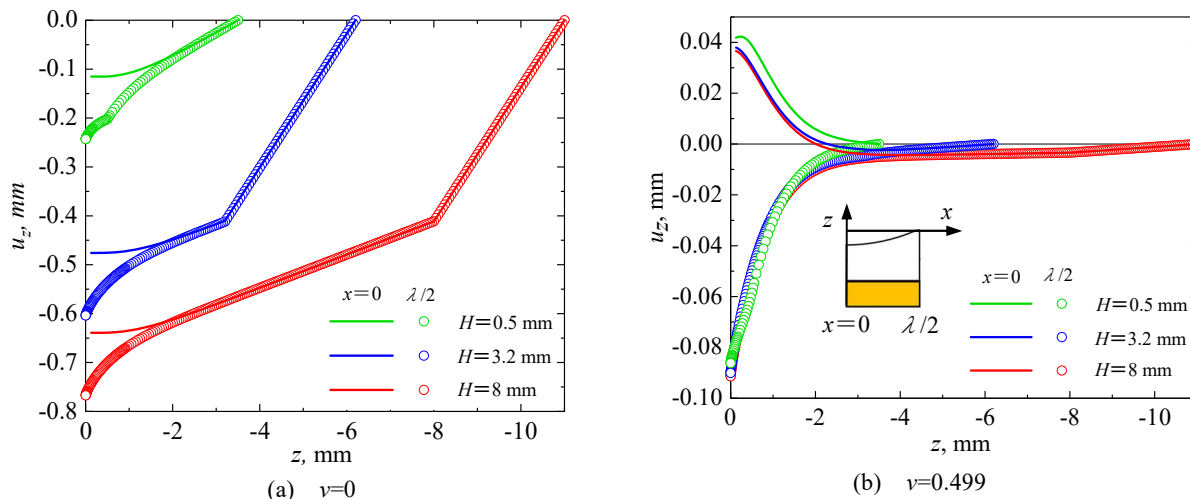 0.0
-0.1
-0.2
-0.3
-0.4
-0.5
-0.6
-0.7
-0.8
u_z, mm
0 -2 -4 -6 -8 -10
z, mm
x=0 λ/2
H=0.5 mm
H=3.2 mm
H=8 mm
(a) ν=0
0.04
0.02
0.00
-0.02
-0.04
-0.06
-0.08
-0.10
u_z, mm
0 -2 -4 -6 -8 -10
z, mm
z x
x=0 λ/2
x=0 λ/2
H=0.5 mm
H=3.2 mm
H=8 mm
(b) ν=0.499